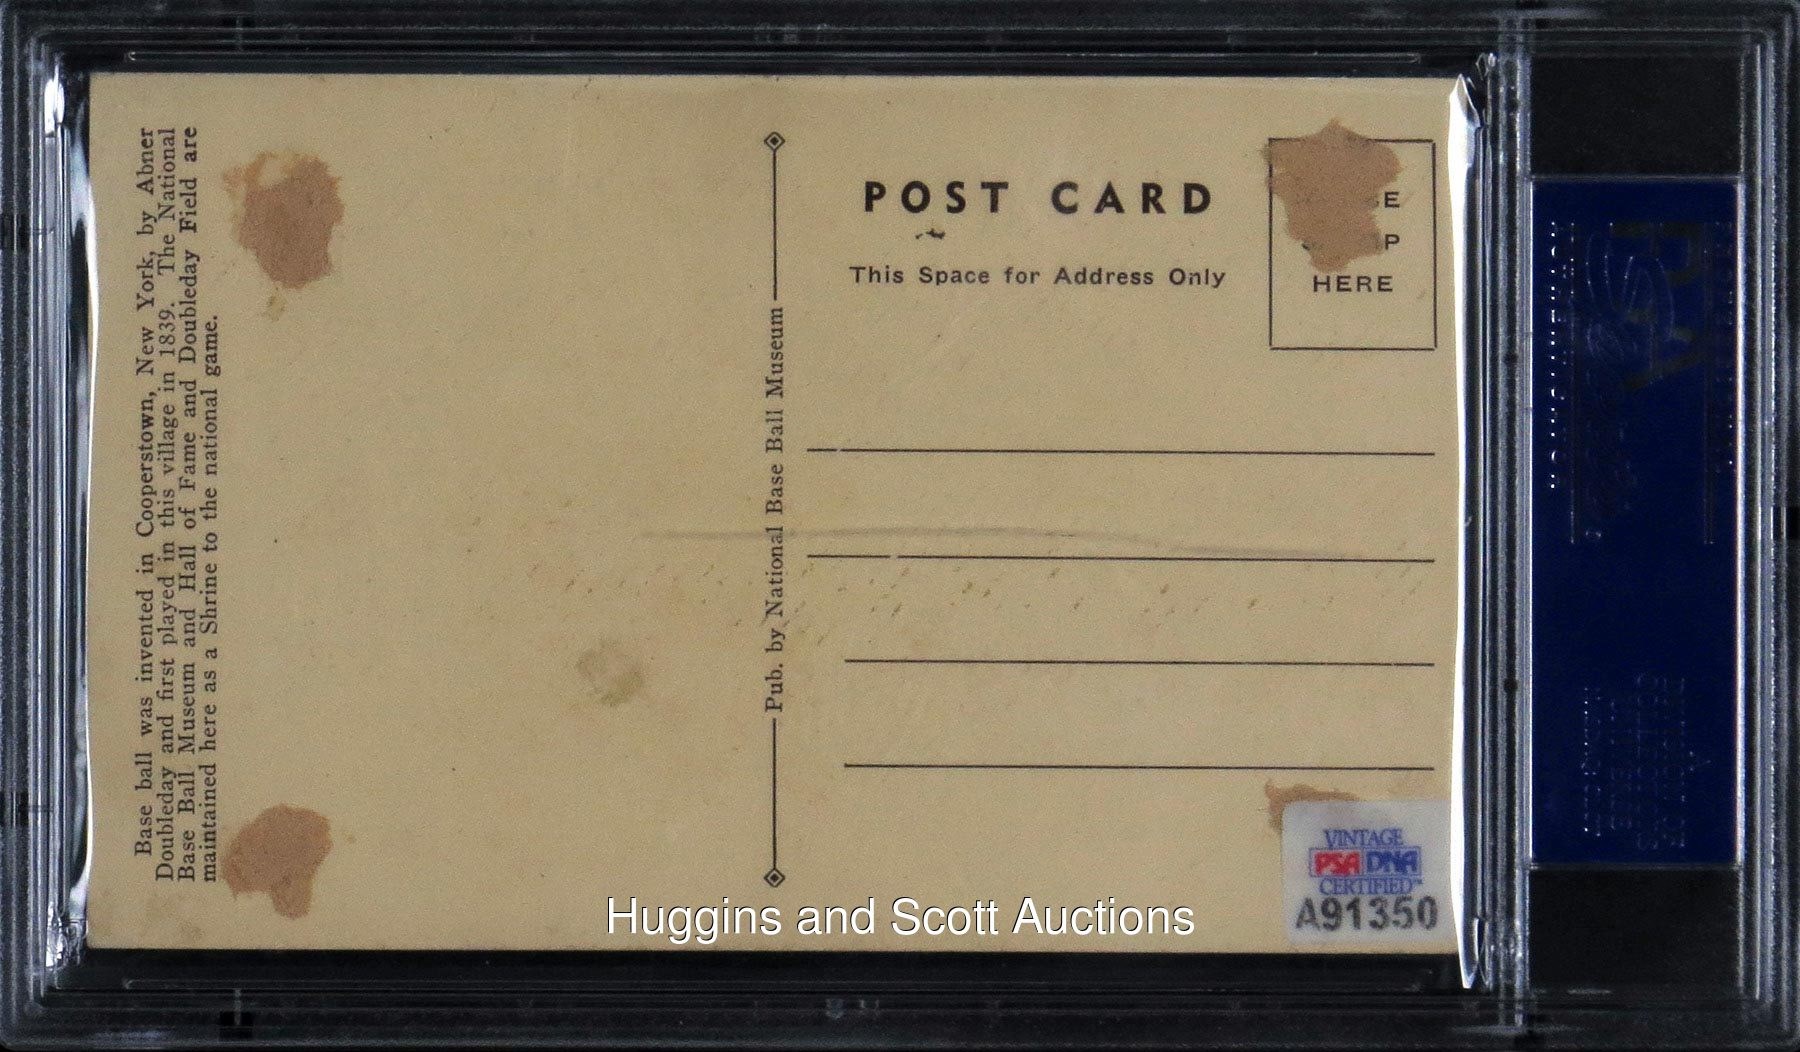 Base ball was invented in Cooperstown, New York, by Abner
Doubleday and first played in this village in 1839. The National
Base Ball Museum and Hall of Fame and Doubleday Field are
maintained here as a Shrine to the national game.
Pub. by National Base Ball Museum
POST CARD
This Space for Address Only
HERE
VINTAGE
PSA DNA
CERTIFIED™
A91350
Huggins and Scott Auctions